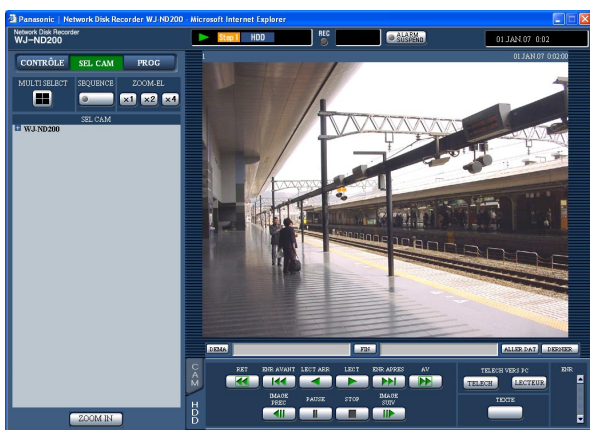 Panasonic | Network Disk Recorder WJ-ND200 - Microsoft Internet Explorer
Network Disk Recorder
WJ-ND200
Step1 HDD
REC
ALARM SUSPEND
01.JAN.07 0:02
CONTRÔLE SEL CAM PROG
MULTI SELECT SEQUENCE ZOOM-EL
x1 x2 x4
SEL CAM
WJ-ND200
ZOOM IN
1
01.JAN.07 0:02:00
DEMA FIN ALLER DAT DERNIER
CAM
HDD
RET ENR AVANT LECT ARR LECT ENR APRES AV
IMAGE PREC PAUSE STOP IMAGE SUIV
TELECH VERS PC
TELECH LECTEUR
TEXTE
ENR